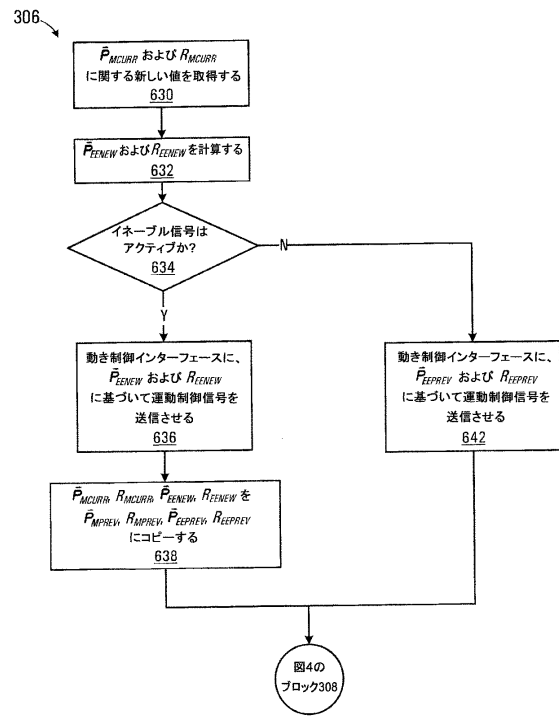 306
P̄MCURR および RMCURR
に関する新しい値を取得する
630
P̄EENEW および REENEW を計算する
632
イネーブル信号は
アクティブか?
634
N
Y
動き制御インターフェースに、
P̄EENEW および REENEW
に基づいて運動制御信号を
送信させる
636
動き制御インターフェースに、
P̄EEPREV および REEPREV
に基づいて運動制御信号を
送信させる
642
P̄MCURR, RMCURR, P̄EENEW, REENEW を
P̄MPREV, RMPREV, P̄EEPREV, REEPREV
にコピーする
638
図4の
ブロック308